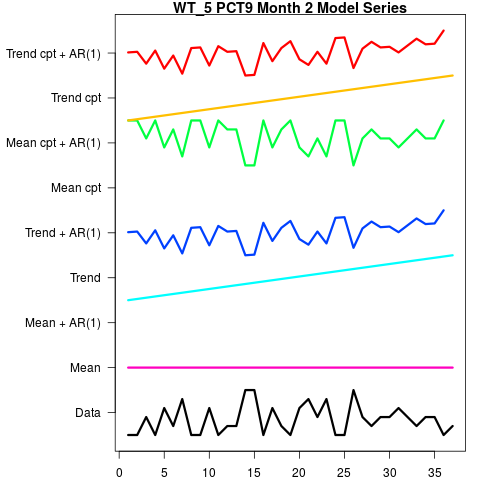 WT_5 PCT9 Month 2 Model Series
Trend cpt + AR(1)
Trend cpt
Mean cpt + AR(1)
Mean cpt
Trend + AR(1)
Trend
Mean + AR(1)
Mean
Data
0 5 10 15 20 25 30 35